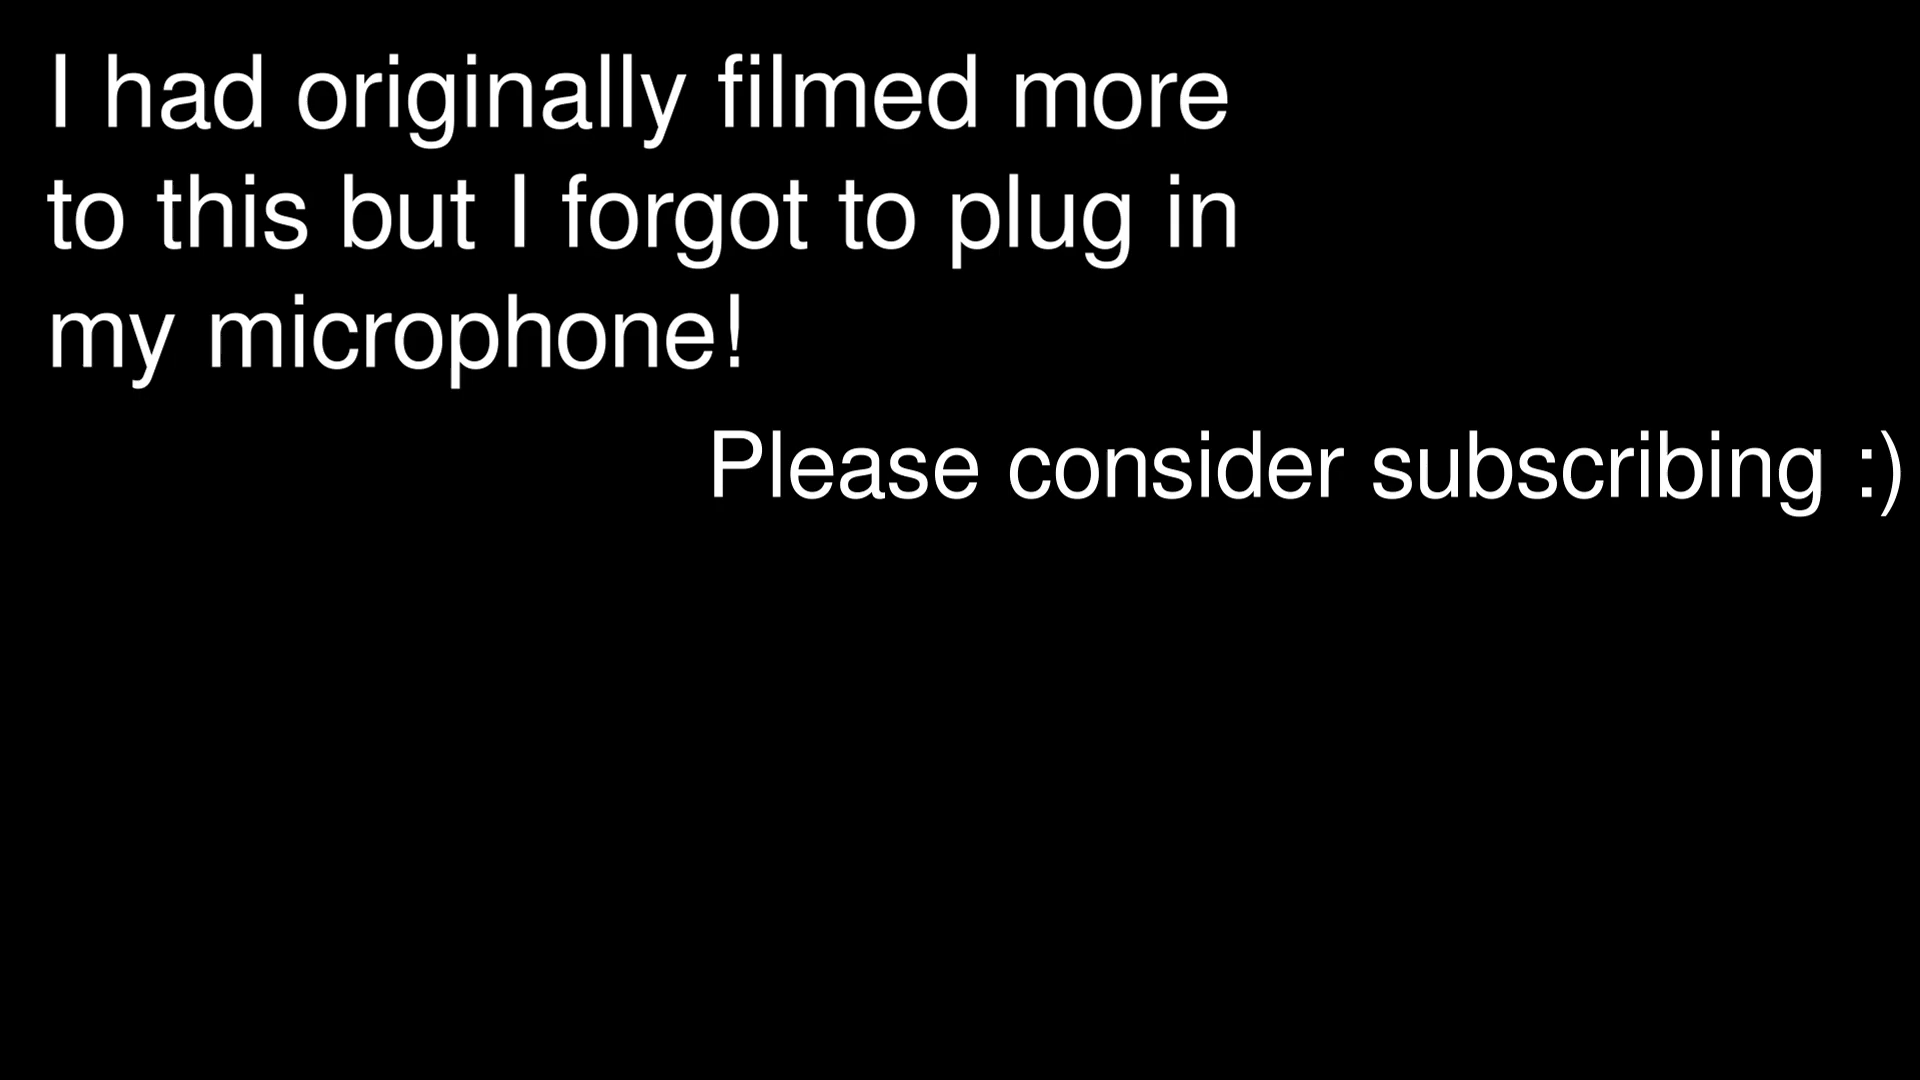 I had originally filmed more
to this but I forgot to plug in
my microphone!
Please consider subscribing :)